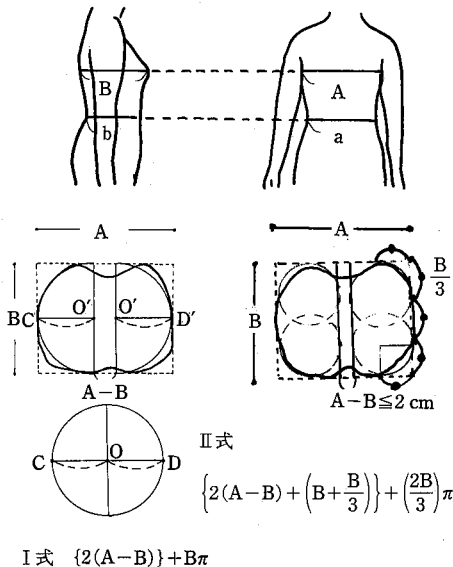 B
A
b
a
A
A
B
3
B
C
O′
O′
D′
B
A－B
A－B≦2 cm
C
O
D
Ⅱ式
{2(A－B)＋(B＋B/3)}＋(2B/3)π
Ⅰ式 {2(A－B)}＋Bπ